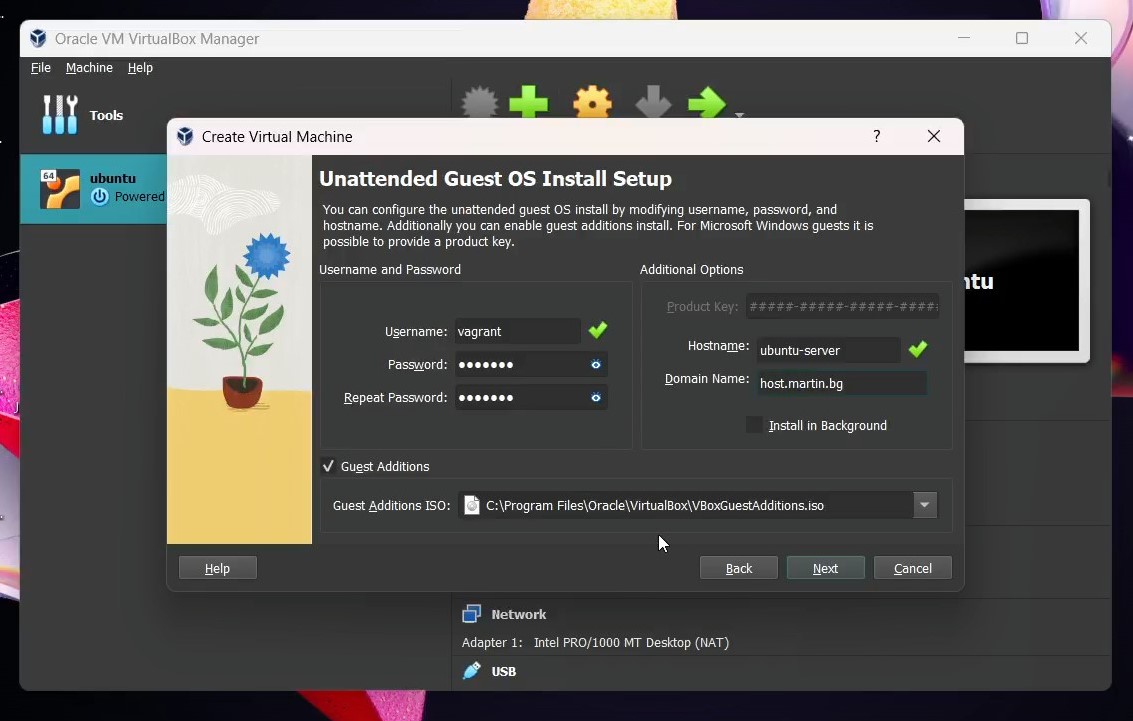 Oracle VM VirtualBox Manager
File Machine Help
Tools
Create Virtual Machine
?
64
ubuntu
Powered
Unattended Guest OS Install Setup
You can configure the unattended guest OS install by modifying username, password, and
hostname. Additionally you can enable guest additions install. For Microsoft Windows guests it is
possible to provide a product key.
Username and Password
Username: vagrant
Password: ●●●●●●●
Repeat Password: ●●●●●●●
Additional Options
Product Key: #####-#####-#####-####
Hostname: ubuntu-server
Domain Name: host.martin.bg
Install in Background
Guest Additions
Guest Additions ISO: C:\Program Files\Oracle\VirtualBox\VBoxGuestAdditions.iso
Help
Back
Next
Cancel
ntu
Network
Adapter 1: Intel PRO/1000 MT Desktop (NAT)
USB